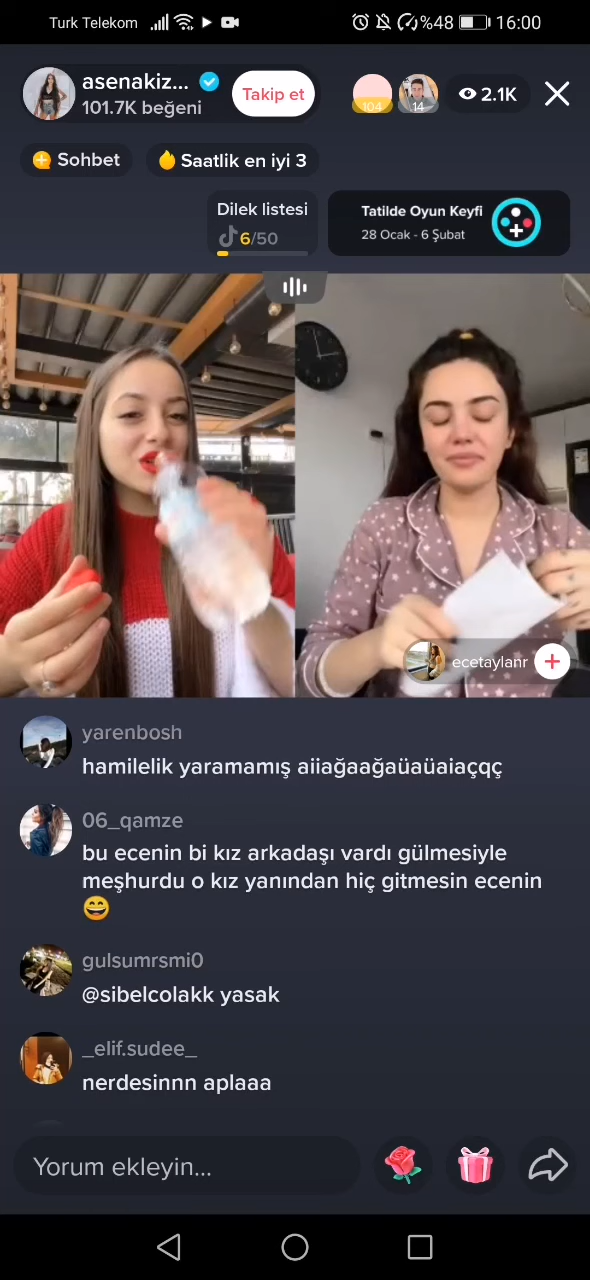 Turk Telekom %48 16:00
asenakiz...
101.7K beğeni
Takip et
104
14
2.1K
Sohbet
Saatlik en iyi 3
Dilek listesi
6/50
Tatilde Oyun Keyfi
28 Ocak - 6 Şubat
ecetaylanr
yarenbosh
hamilelik yaramamış aiiağaağaüaüaiaçqç
06_qamze
bu ecenin bi kız arkadaşı vardı gülmesiyle
meşhurdu o kız yanından hiç gitmesin ecenin
😄
gulsumrsmi0
@sibelcolakk yasak
_elif.sudee_
nerdesinnn aplaaa
Yorum ekleyin...